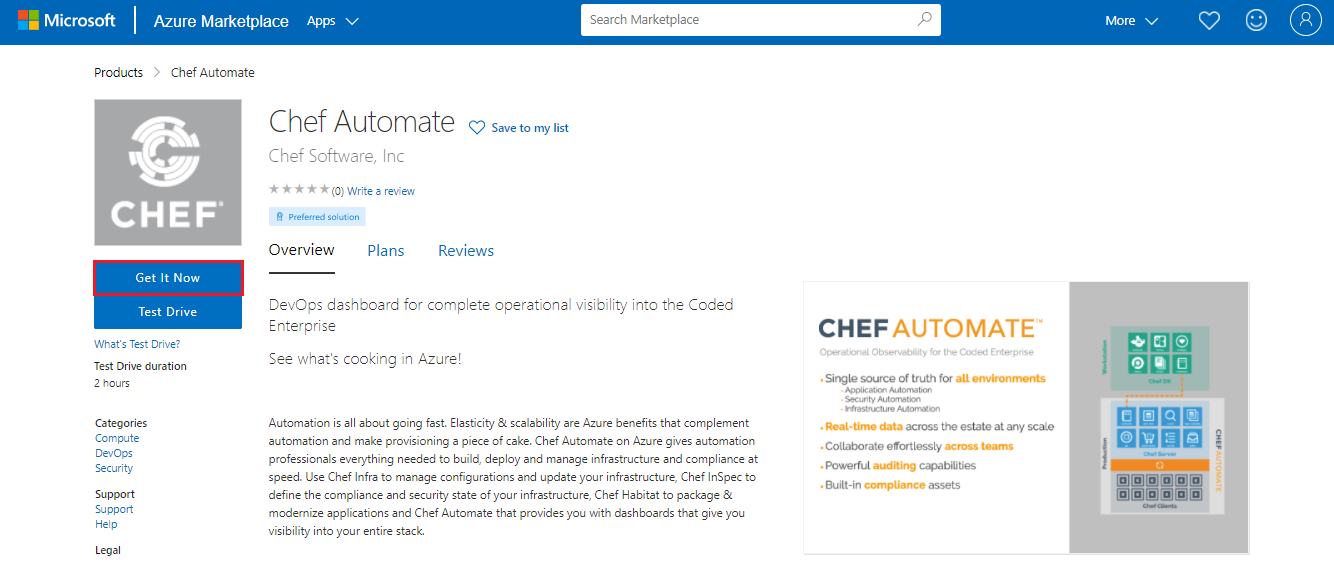 Microsoft
Azure Marketplace
Apps
Search Marketplace
More
Products > Chef Automate
CHEF
Chef Automate
Save to my list
Chef Software, Inc
(0) Write a review
Preferred solution
Get It Now
Test Drive
What's Test Drive?
Test Drive duration
2 hours
Categories
Compute
DevOps
Security
Support
Support
Help
Legal
Overview
Plans
Reviews
DevOps dashboard for complete operational visibility into the Coded
Enterprise
See what's cooking in Azure!
Automation is all about going fast. Elasticity & scalability are Azure benefits that complement
automation and make provisioning a piece of cake. Chef Automate on Azure gives automation
professionals everything needed to build, deploy and manage infrastructure and compliance at
speed. Use Chef Infra to manage configurations and update your infrastructure, Chef InSpec to
define the compliance and security state of your infrastructure, Chef Habitat to package &
modernize applications and Chef Automate that provides you with dashboards that give you
visibility into your entire stack.
CHEF AUTOMATE™
Operational Observability for the Coded Enterprise
• Single source of truth for all environments
- Application Automation
- Security Automation
- Infrastructure Automation
• Real-time data across the estate at any scale
• Collaborate effortlessly across teams
• Powerful auditing capabilities
• Built-in compliance assets
Workstation
Chef DK
Production
Chef Server
CHEF AUTOMATE
Chef Clients